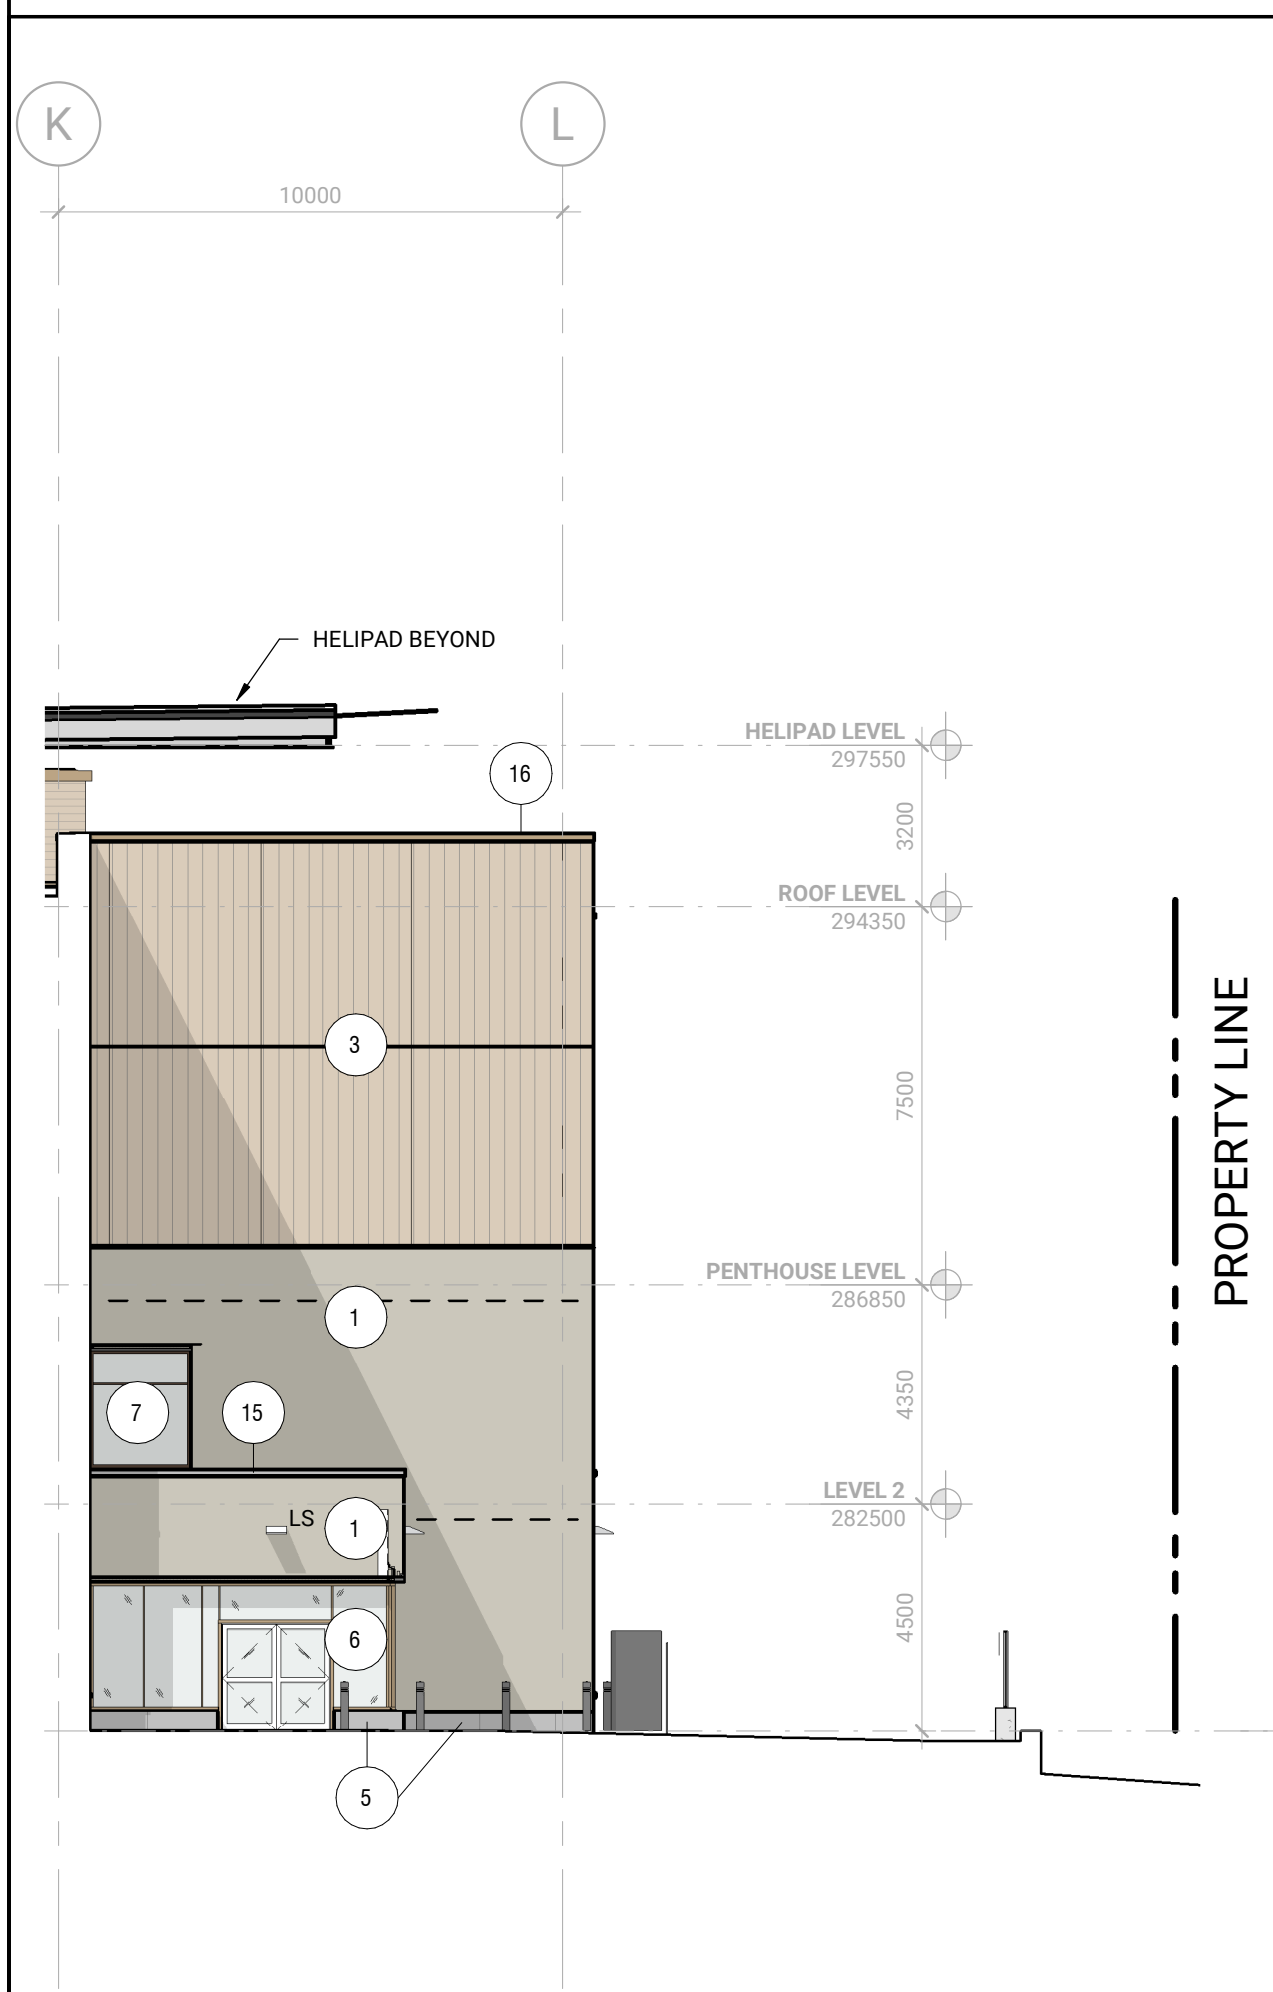 K
L
10000
HELIPAD BEYOND
HELIPAD LEVEL
297550
16
3200
ROOF LEVEL
294350
3
7500
PROPERTY LINE
PENTHOUSE LEVEL
286850
1
7
15
4350
LEVEL 2
282500
LS
1
4500
6
5